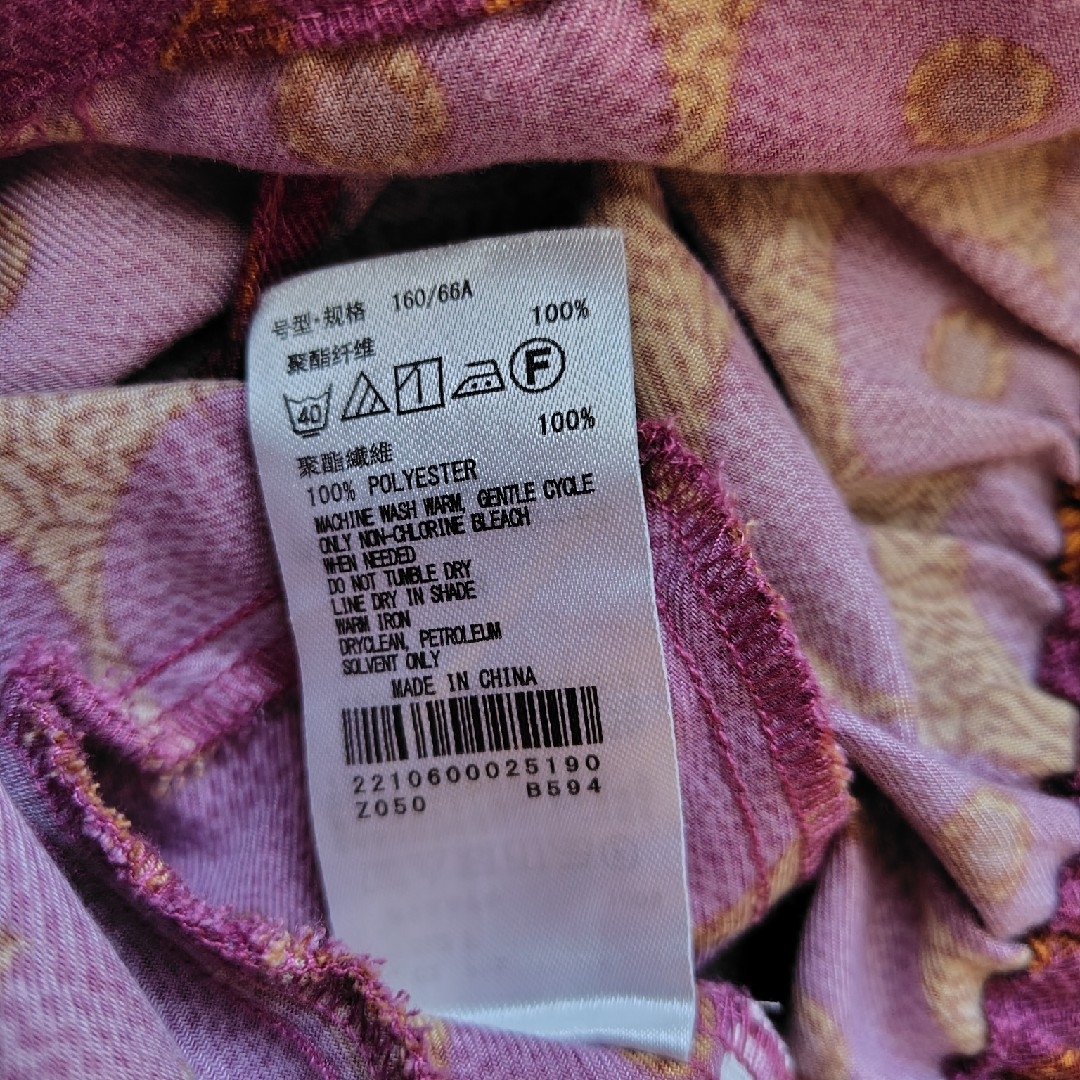 号型·规格 160/66A
聚酯纤维 100%
40 F
聚酯纖維 100%
100% POLYESTER
MACHINE WASH WARM, GENTLE CYCLE
ONLY NON-CHLORINE BLEACH
WHEN NEEDED
DO NOT TUMBLE DRY
LINE DRY IN SHADE
WARM IRON
DRYCLEAN, PETROLEUM
SOLVENT ONLY
MADE IN CHINA
2210600025190
Z050 B594